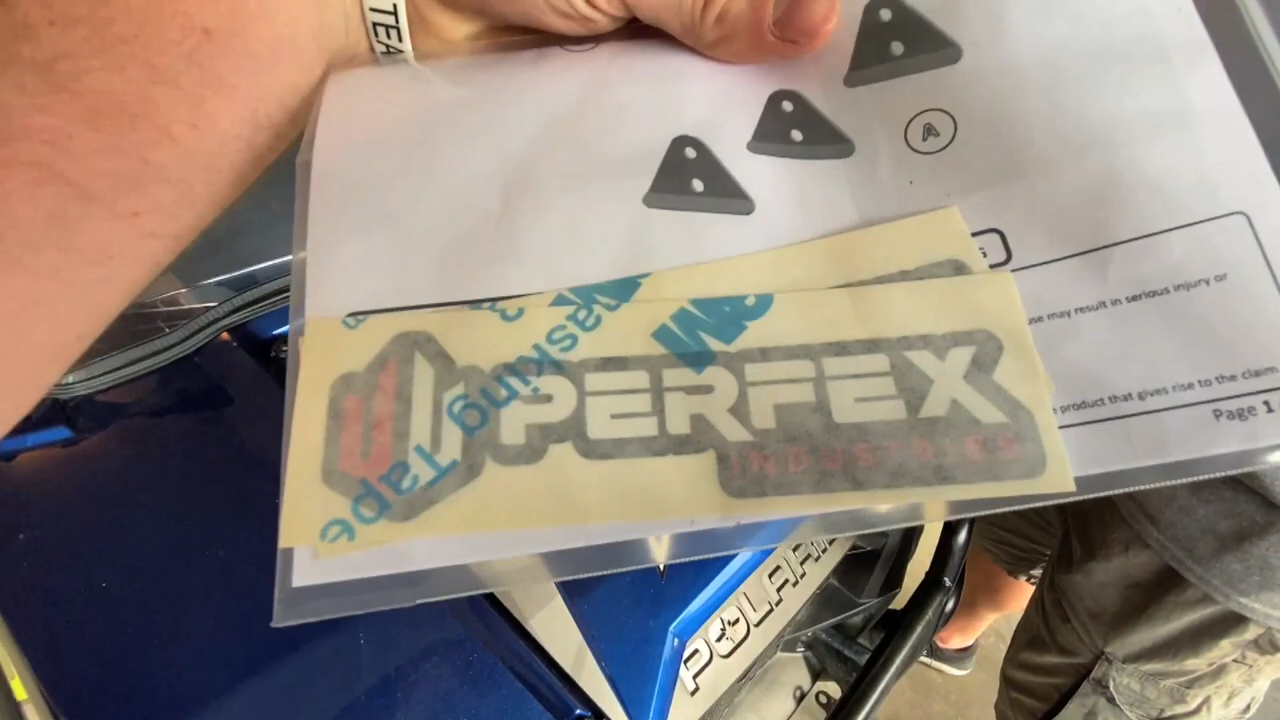 TEA
A
use may result in serious injury or
product that gives rise to the claim
Page 1
3M
Masking Tape
PERFEX
INDUSTRIES
POLARIS